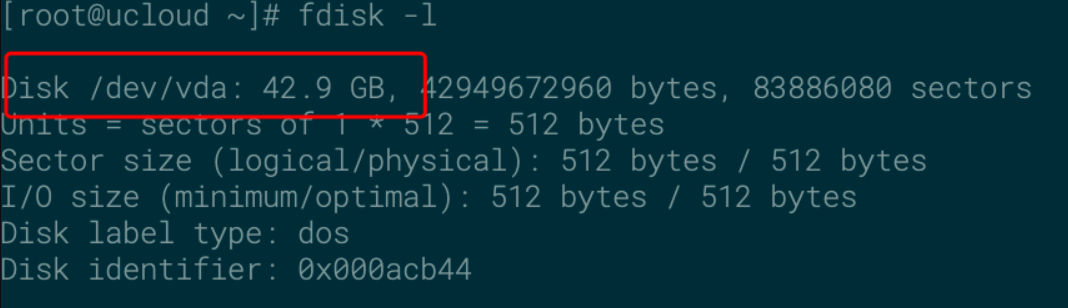 [root@ucloud ~]# fdisk -l
Disk /dev/vda: 42.9 GB, 42949672960 bytes, 83886080 sectors
Units = sectors of 1 * 512 = 512 bytes
Sector size (logical/physical): 512 bytes / 512 bytes
I/O size (minimum/optimal): 512 bytes / 512 bytes
Disk label type: dos
Disk identifier: 0x000acb44